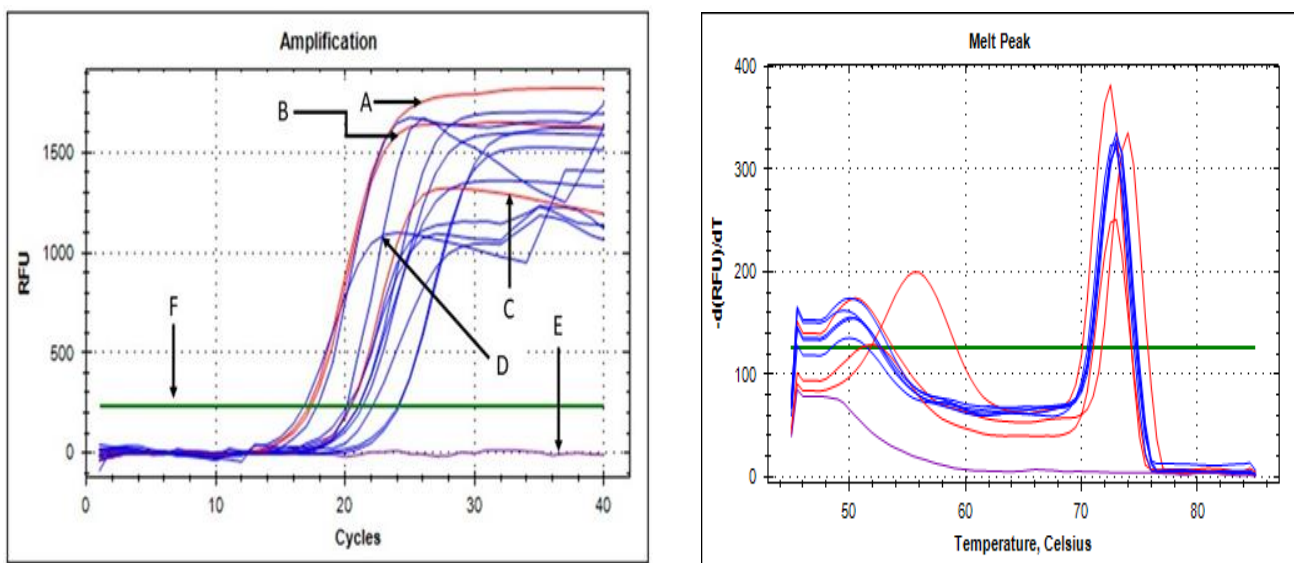 Amplification
A
B
F
E
C
D
1500
1000
500
0
RFU
0 10 20 30 40
Cycles
Melt Peak
400
300
200
100
0
-d(RFU)/dT
50 60 70 80
Temperature, Celsius